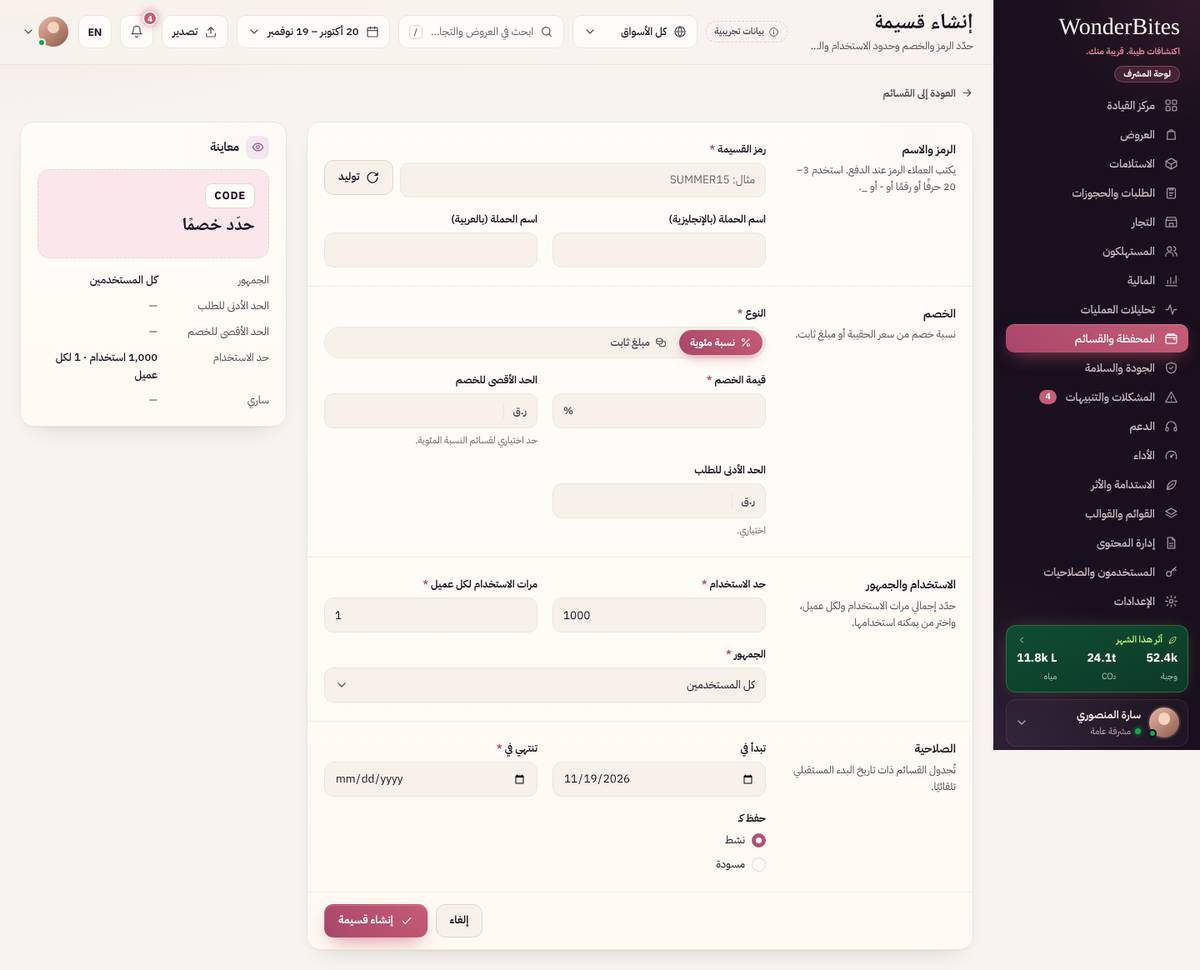 WonderBites
اكتشافات طيبة. قريبة منك.
لوحة المشرف
مركز القيادة
العروض
الاستلامات
الطلبات والحجوزات
التجار
المستهلكون
المالية
تحليلات العمليات
المحفظة والقسائم
الجودة والسلامة
المشكلات والتنبيهات 4
الدعم
الأداء
الاستدامة والأثر
القوائم والقوالب
إدارة المحتوى
المستخدمون والصلاحيات
الإعدادات
أثر هذا الشهر
52.4k 24.1t 11.8k L
وجبة CO₂ مياه
سارة المنصوري
مشرفة عامة
إنشاء قسيمة
حدّد الرمز والخصم وحدود الاستخدام وال...
بيانات تجريبية
كل الأسواق
ابحث في العروض والتجا... /
20 أكتوبر – 19 نوفمبر
تصدير
4
EN
العودة إلى القسائم
الرمز والاسم
يكتب العملاء الرمز عند الدفع. استخدم 3–
20 حرفًا أو رقمًا أو - أو _.
رمز القسيمة *
مثال: SUMMER15
توليد
اسم الحملة (بالإنجليزية) اسم الحملة (بالعربية)
الخصم
نسبة خصم من سعر الحقيبة أو مبلغ ثابت.
النوع *
% نسبة مئوية مبلغ ثابت
قيمة الخصم * الحد الأقصى للخصم
% ر.ق
حد اختياري لقسائم النسبة المئوية.
الحد الأدنى للطلب
ر.ق
اختياري.
الاستخدام والجمهور
حدّد إجمالي مرات الاستخدام ولكل عميل،
واختر من يمكنه استخدامها.
حد الاستخدام * مرات الاستخدام لكل عميل *
1000 1
الجمهور *
كل المستخدمين
الصلاحية
تُجدول القسائم ذات تاريخ البدء المستقبلي
تلقائيًا.
تبدأ في تنتهي في *
11/19/2026 mm/dd/yyyy
حفظ كـ
نشط
مسودة
إلغاء إنشاء قسيمة
معاينة
CODE
حدّد خصمًا
الجمهور كل المستخدمين
الحد الأدنى للطلب —
الحد الأقصى للخصم —
حد الاستخدام 1,000 استخدام · 1 لكل
عميل
ساري —